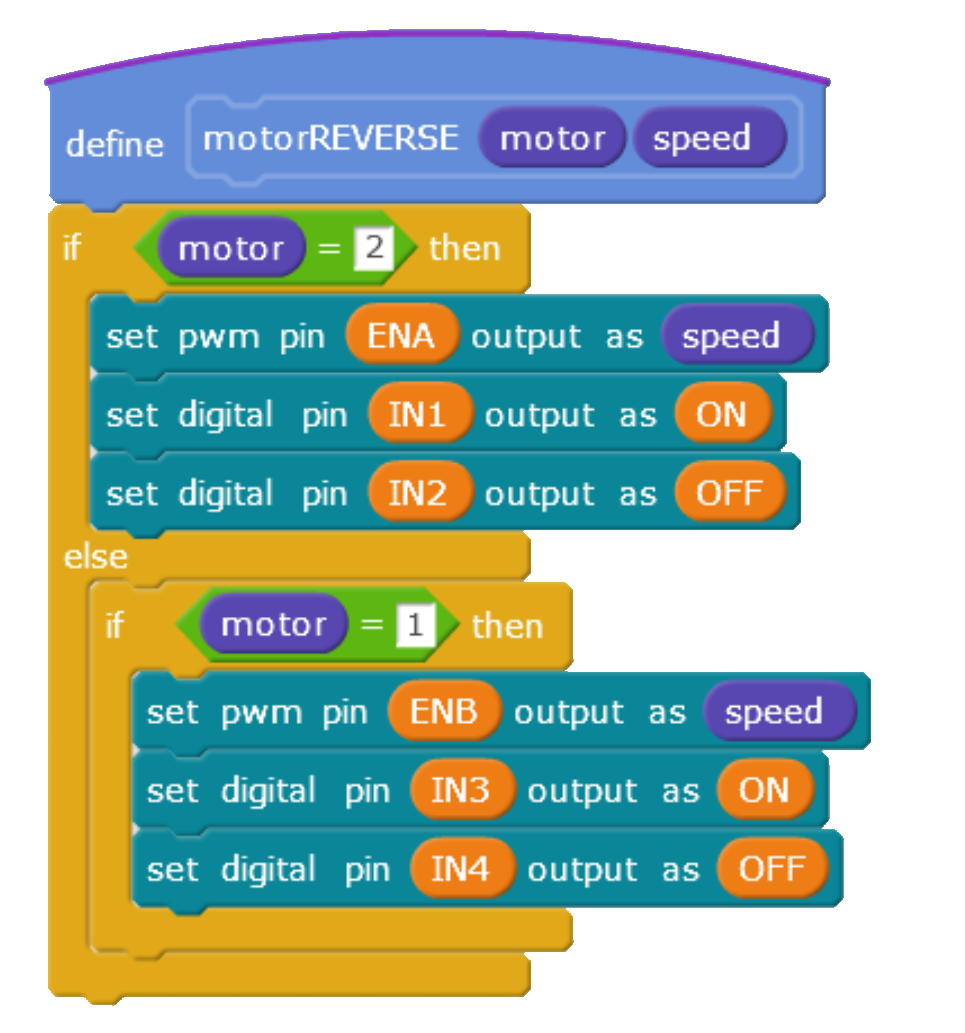 define motorREVERSE motor speed
if motor = 2 then
set pwm pin ENA output as speed
set digital pin IN1 output as ON
set digital pin IN2 output as OFF
else
if motor = 1 then
set pwm pin ENB output as speed
set digital pin IN3 output as ON
set digital pin IN4 output as OFF